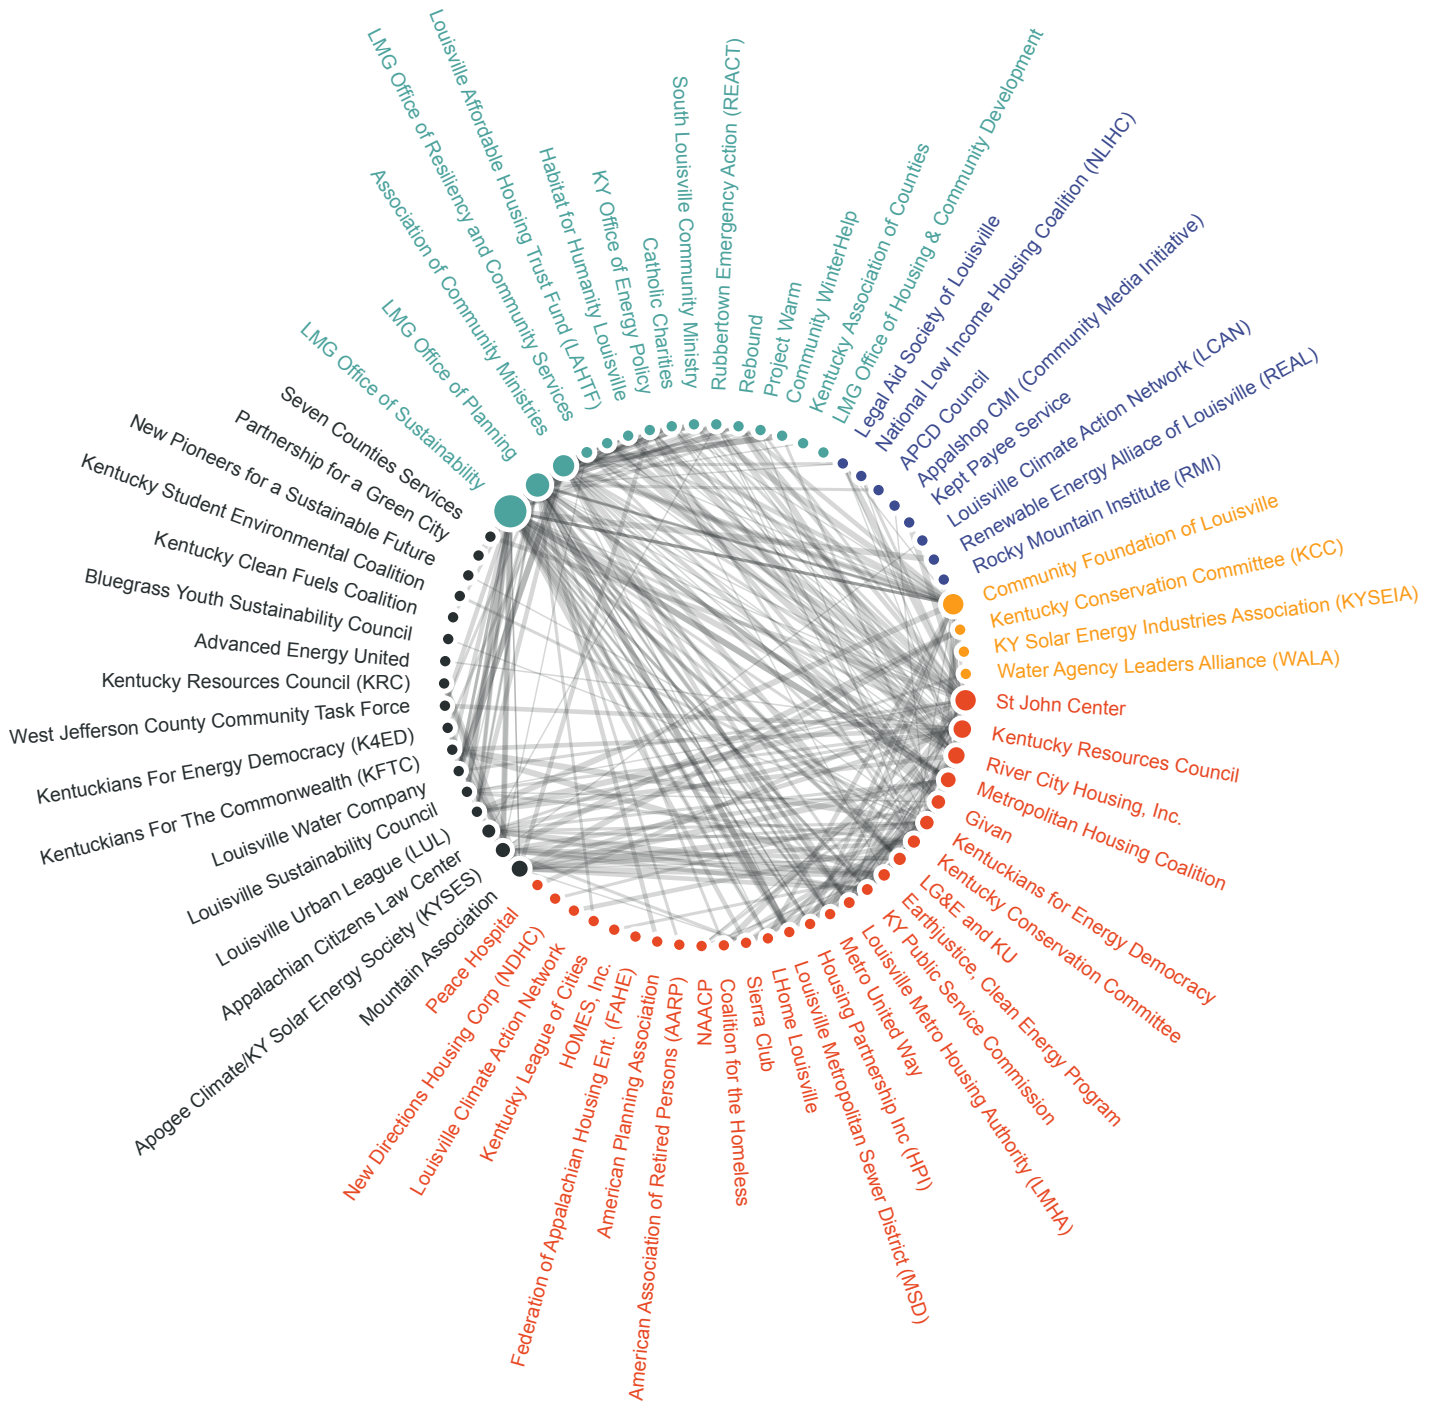 LMG Office of Sustainability
LMG Office of Planning
Association of Community Ministries
LMG Office of Resiliency and Community Services
Louisville Affordable Housing Trust Fund (LAHTF)
Habitat for Humanity Louisville
KY Office of Energy Policy
Catholic Charities
South Louisville Community Ministry
Rubbertown Emergency Action (REACT)
Rebound
Project Warm
Community WinterHelp
Kentucky Association of Counties
LMG Office of Housing & Community Development
Legal Aid Society of Louisville
National Low Income Housing Coalition (NLIHC)
APCD Council
Appalshop CMI (Community Media Initiative)
Kept Payee Service
Louisville Climate Action Network (LCAN)
Renewable Energy Alliace of Louisville (REAL)
Rocky Mountain Institute (RMI)
Community Foundation of Louisville
Kentucky Conservation Committee (KCC)
KY Solar Energy Industries Association (KYSEIA)
Water Agency Leaders Alliance (WALA)
St John Center
Kentucky Resources Council
River City Housing, Inc.
Metropolitan Housing Coalition
Givan
Kentuckians for Energy Democracy
Kentucky Conservation Committee
LG&E and KU
Earthjustice, Clean Energy Program
KY Public Service Commission
Louisville Metro Housing Authority (LMHA)
Metro United Way
Housing Partnership Inc (HPI)
Louisville Metropolitan Sewer District (MSD)
LHome Louisville
Sierra Club
Coalition for the Homeless
NAACP
American Association of Retired Persons (AARP)
American Planning Association
Federation of Appalachian Housing Ent. (FAHE)
HOMES, Inc.
Kentucky League of Cities
Louisville Climate Action Network
New Directions Housing Corp (NDHC)
Peace Hospital
Mountain Association
Apogee Climate/KY Solar Energy Society (KYSES)
Appalachian Citizens Law Center
Louisville Urban League (LUL)
Louisville Sustainability Council
Louisville Water Company
Kentuckians For The Commonwealth (KFTC)
Kentuckians For Energy Democracy (K4ED)
West Jefferson County Community Task Force
Kentucky Resources Council (KRC)
Advanced Energy United
Bluegrass Youth Sustainability Council
Kentucky Clean Fuels Coalition
Kentucky Student Environmental Coalition
New Pioneers for a Sustainable Future
Partnership for a Green City
Seven Counties Services